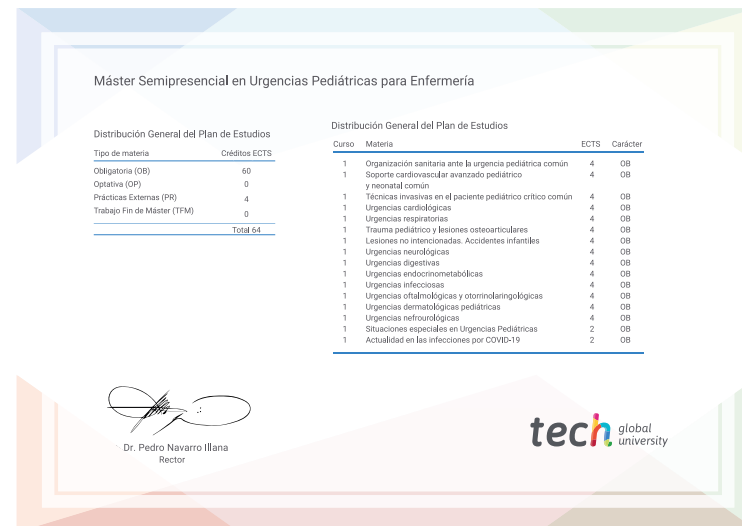 Máster Semipresencial en Urgencias Pediátricas para Enfermería
Distribución General del Plan de Estudios
Tipo de materia Créditos ECTS
Obligatoria (OB) 60
Optativa (OP) 0
Prácticas Externas (PR) 4
Trabajo Fin de Máster (TFM) 0
Total 64
Distribución General del Plan de Estudios
Curso Materia ECTS Carácter
1 Organización sanitaria ante la urgencia pediátrica común 4 OB
1 Soporte cardiovascular avanzado pediátrico 4 OB
y neonatal común
1 Técnicas invasivas en el paciente pediátrico crítico común 4 OB
1 Urgencias cardiológicas 4 OB
1 Urgencias respiratorias 4 OB
1 Trauma pediátrico y lesiones osteoarticulares 4 OB
1 Lesiones no intencionadas. Accidentes infantiles 4 OB
1 Urgencias neurológicas 4 OB
1 Urgencias digestivas 4 OB
1 Urgencias endocrinometabólicas 4 OB
1 Urgencias infecciosas 4 OB
1 Urgencias oftalmológicas y otorrinolaringológicas 4 OB
1 Urgencias dermatológicas pediátricas 4 OB
1 Urgencias nefrourológicas 4 OB
1 Situaciones especiales en Urgencias Pediátricas 2 OB
1 Actualidad en las infecciones por COVID-19 2 OB
Dr. Pedro Navarro Illana
Rector
tech global
university